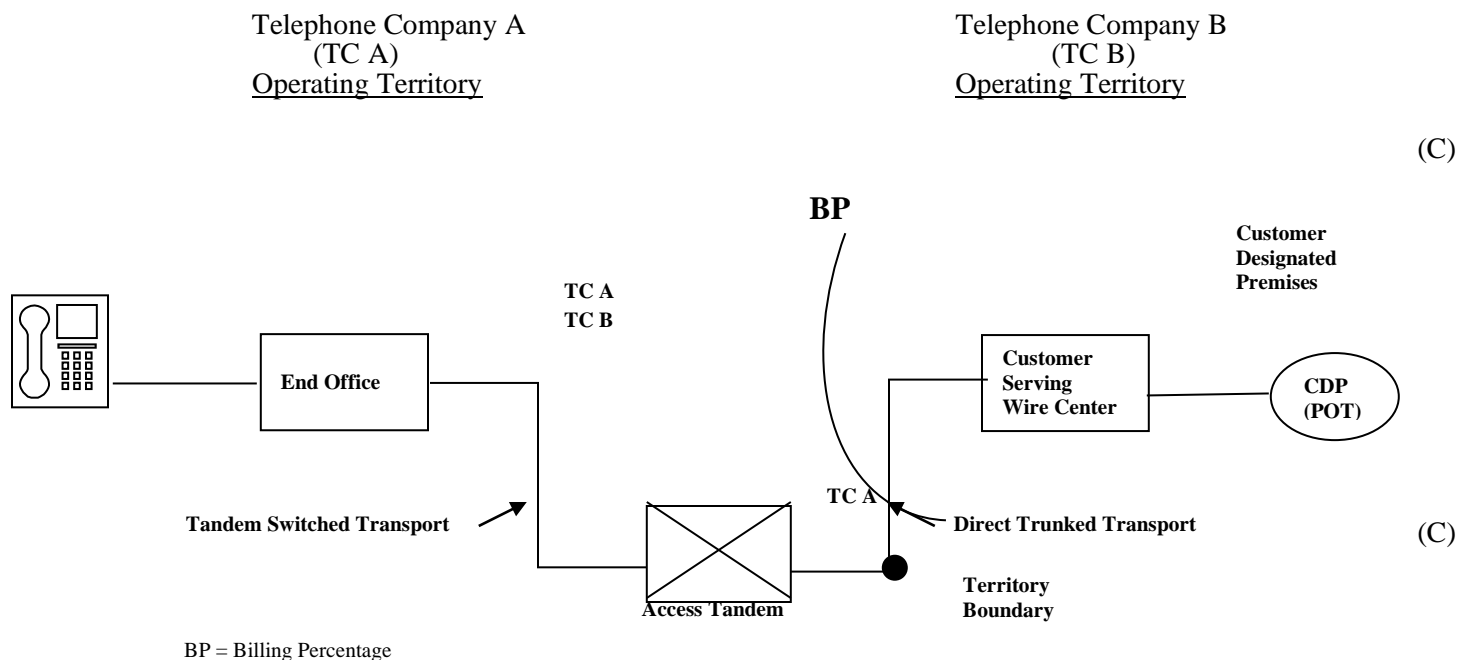 Telephone Company A
(TC A)
Operating Territory
Telephone Company B
(TC B)
Operating Territory
(C)
BP
Customer
Designated
Premises
TC A
TC B
End Office
Customer
Serving
Wire Center
CDP
(POT)
TC A
Tandem Switched Transport
Direct Trunked Transport
(C)
Access Tandem
Territory
Boundary
BP = Billing Percentage